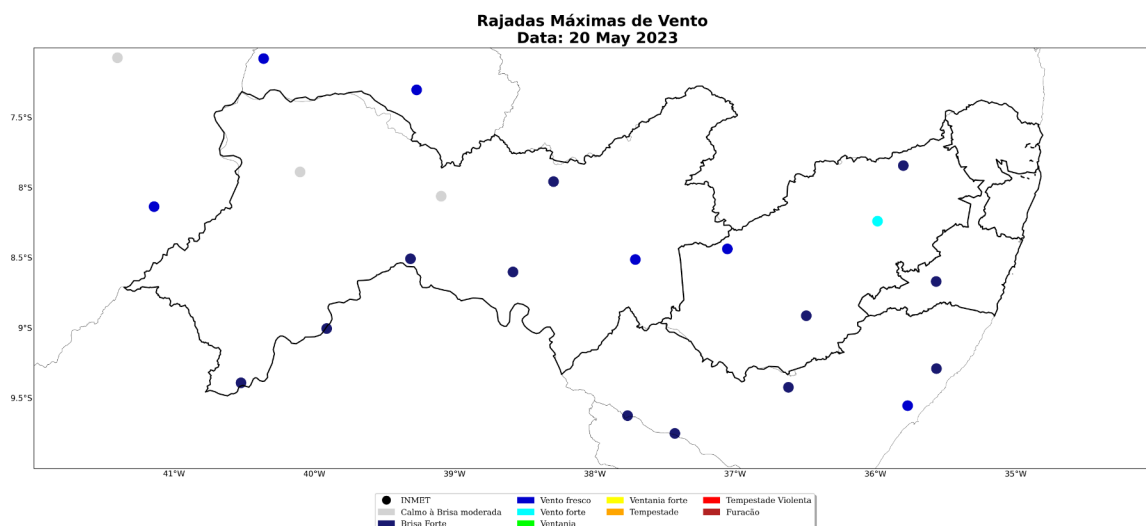 Rajadas Máximas de Vento
Data: 20 May 2023
7.5°S
8°S
8.5°S
9°S
9.5°S
41°W
40°W
39°W
38°W
37°W
36°W
35°W
INMET
Calmo à Brisa moderada
Brisa Forte
Vento fresco
Vento forte
Ventania
Ventania forte
Tempestade
Tempestade Violenta
Furacão